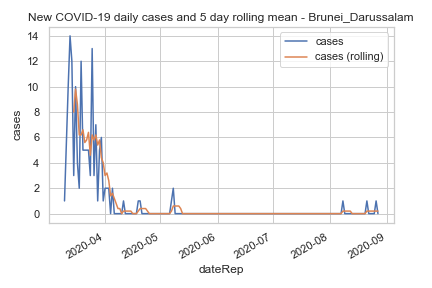 New COVID-19 daily cases and 5 day rolling mean - Brunei_Darussalam
cases
cases (rolling)
14
12
10
8
6
4
2
0
cases
2020-04
2020-05
2020-06
2020-07
2020-08
2020-09
dateRep